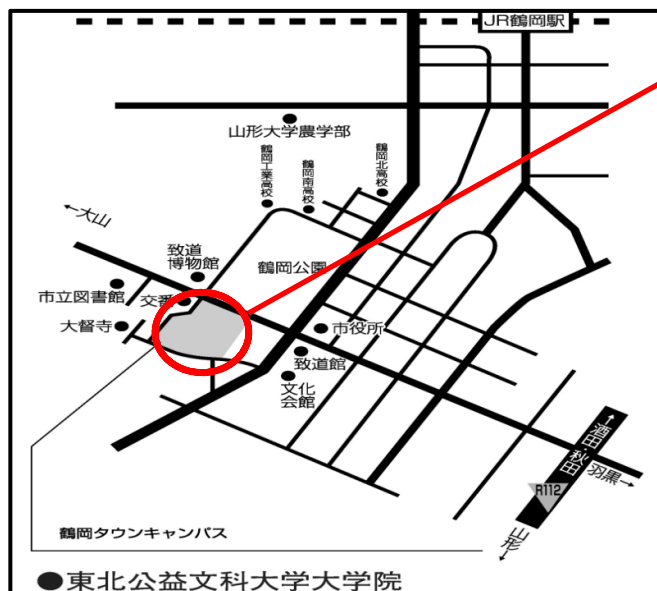 JR鶴岡駅
山形大学農学部
鶴岡工業高校
鶴岡南高校
鶴岡北高校
←大山
致道
博物館
鶴岡公園
市立図書館
交番
大督寺
市役所
致道館
文化
会館
←酒田・秋田
羽黒→
R112
山形→
鶴岡タウンキャンパス
●東北公益文科大学大学院